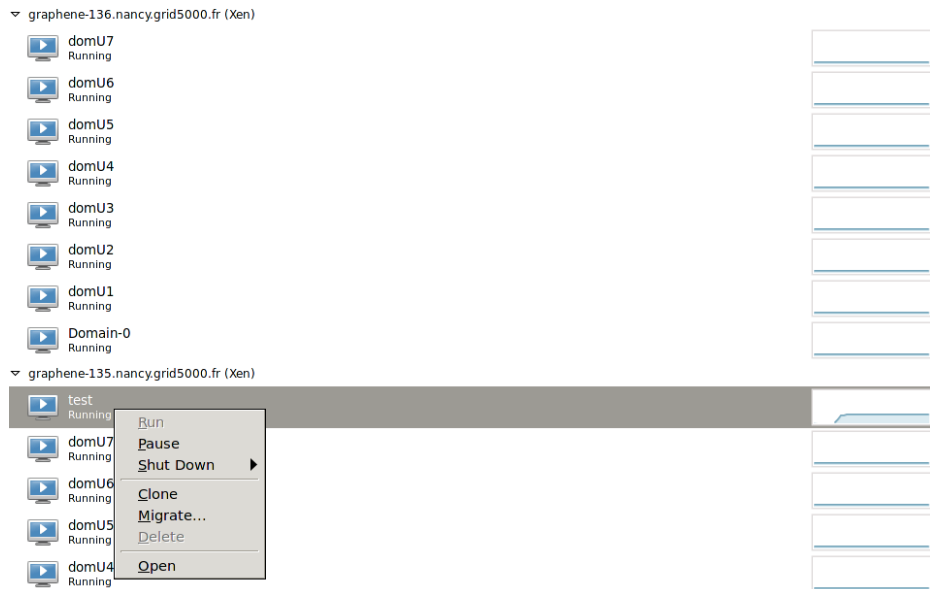 graphene-136.nancy.grid5000.fr (Xen)
domU7
Running
domU6
Running
domU5
Running
domU4
Running
domU3
Running
domU2
Running
domU1
Running
Domain-0
Running
graphene-135.nancy.grid5000.fr (Xen)
test
Running
domU7
Running
domU6
Running
domU5
Running
domU4
Running
Run
Pause
Shut Down
Clone
Migrate...
Delete
Open